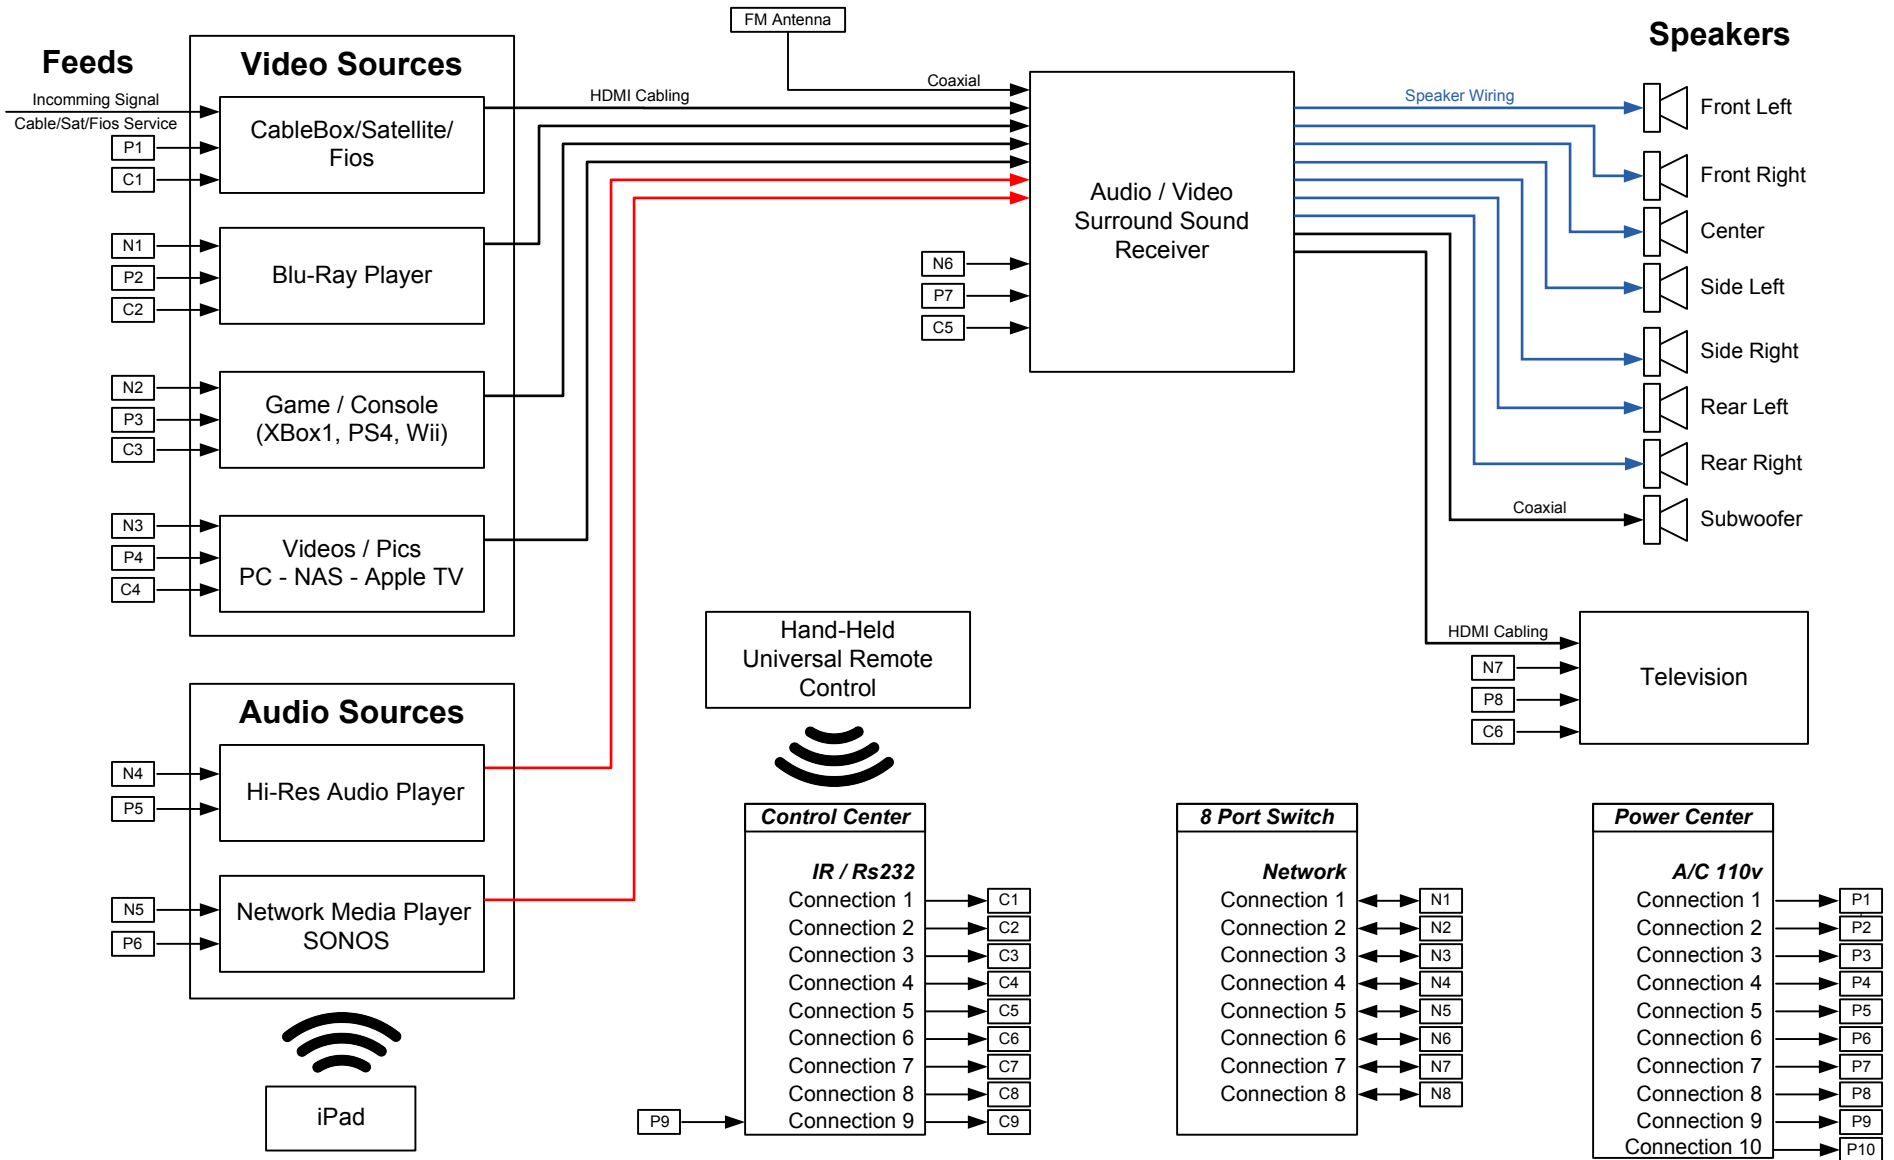 FM Antenna
Speakers
Feeds
Video Sources
Incomming Signal
Cable/Sat/Fios Service
P1
C1
CableBox/Satellite/
Fios
HDMI Cabling
Coaxial
N1
P2
C2
Blu-Ray Player
N2
P3
C3
Game / Console
(XBox1, PS4, Wii)
N3
P4
C4
Videos / Pics
PC - NAS - Apple TV
Audio / Video
Surround Sound
Receiver
N6
P7
C5
Speaker Wiring
Front Left
Front Right
Center
Side Left
Side Right
Rear Left
Rear Right
Coaxial
Subwoofer
HDMI Cabling
N7
P8
C6
Television
Audio Sources
N4
P5
Hi-Res Audio Player
N5
P6
Network Media Player
SONOS
iPad
Hand-Held
Universal Remote
Control
Control Center
IR / Rs232
Connection 1 C1
Connection 2 C2
Connection 3 C3
Connection 4 C4
Connection 5 C5
Connection 6 C6
Connection 7 C7
Connection 8 C8
P9 Connection 9 C9
8 Port Switch
Network
Connection 1 N1
Connection 2 N2
Connection 3 N3
Connection 4 N4
Connection 5 N5
Connection 6 N6
Connection 7 N7
Connection 8 N8
Power Center
A/C 110v
Connection 1 P1
Connection 2 P2
Connection 3 P3
Connection 4 P4
Connection 5 P5
Connection 6 P6
Connection 7 P7
Connection 8 P8
Connection 9 P9
Connection 10 P10